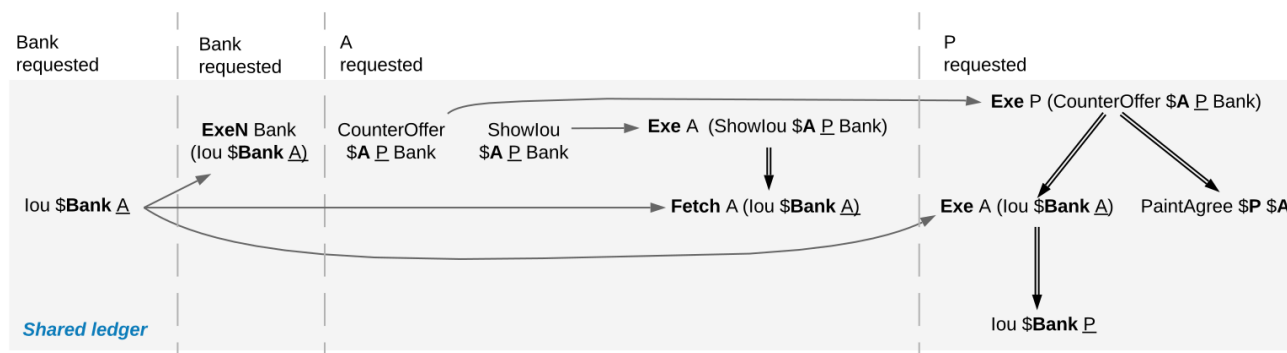 Bank
requested
Bank
requested
A
requested
P
requested
Exe P (CounterOffer $A P Bank)
ExeN Bank
(Iou $Bank A)
CounterOffer
$A P Bank
ShowIou
$A P Bank
Exe A (ShowIou $A P Bank)
Iou $Bank A
Fetch A (Iou $Bank A)
Exe A (Iou $Bank A)
PaintAgree $P $A
Iou $Bank P
Shared ledger